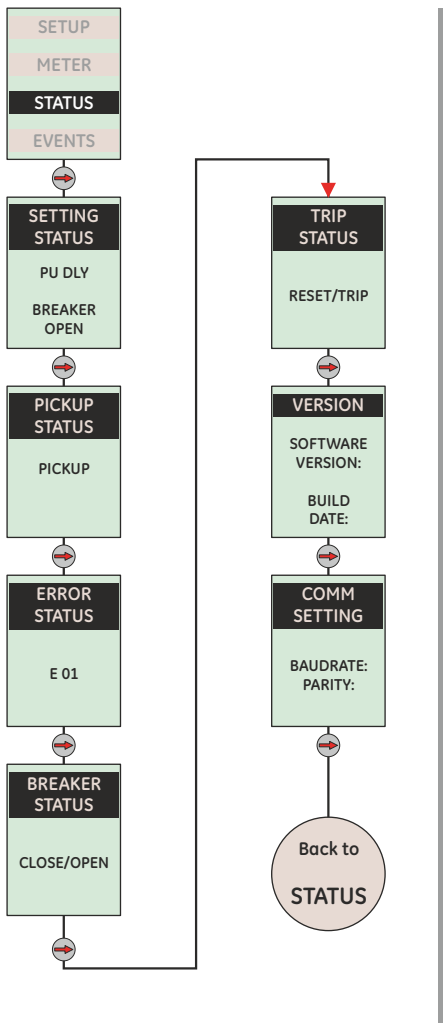 SETUP
METER
STATUS
EVENTS
SETTING
STATUS
PU DLY
BREAKER
OPEN
PICKUP
STATUS
PICKUP
ERROR
STATUS
E 01
BREAKER
STATUS
CLOSE/OPEN
TRIP
STATUS
RESET/TRIP
VERSION
SOFTWARE
VERSION:
BUILD
DATE:
COMM
SETTING
BAUDRATE:
PARITY:
Back to
STATUS